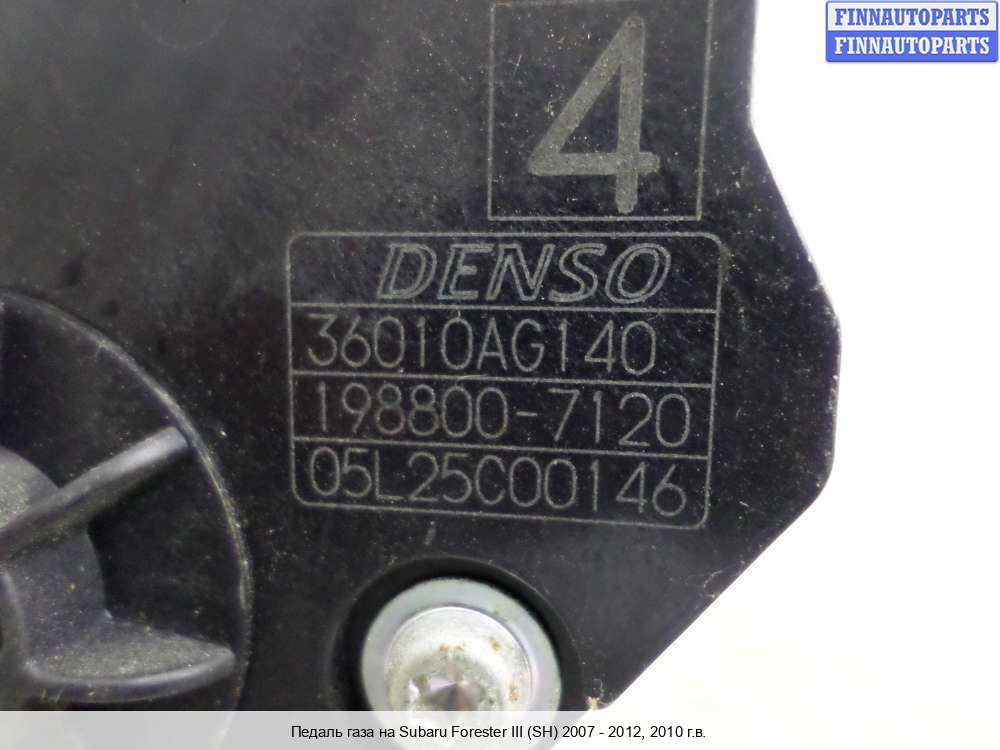 FINNAUTOPARTS
FINNAUTOPARTS
4
DENSO
36010AG140
198800-7120
05L25C00146
Педаль газа на Subaru Forester III (SH) 2007 - 2012, 2010 г.в.